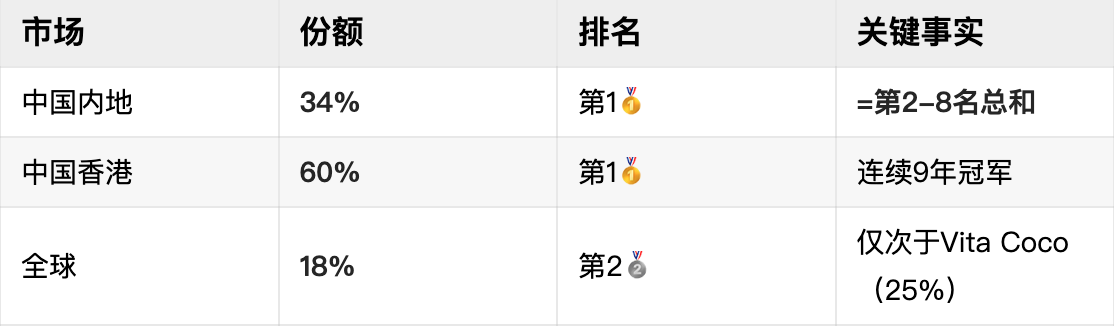 市场 份额 排名 关键事实
中国内地 34% 第1🏅 =第2-8名总和
中国香港 60% 第1🥇 连续9年冠军
全球 18% 第2🥈 仅次于Vita Coco
（25%）